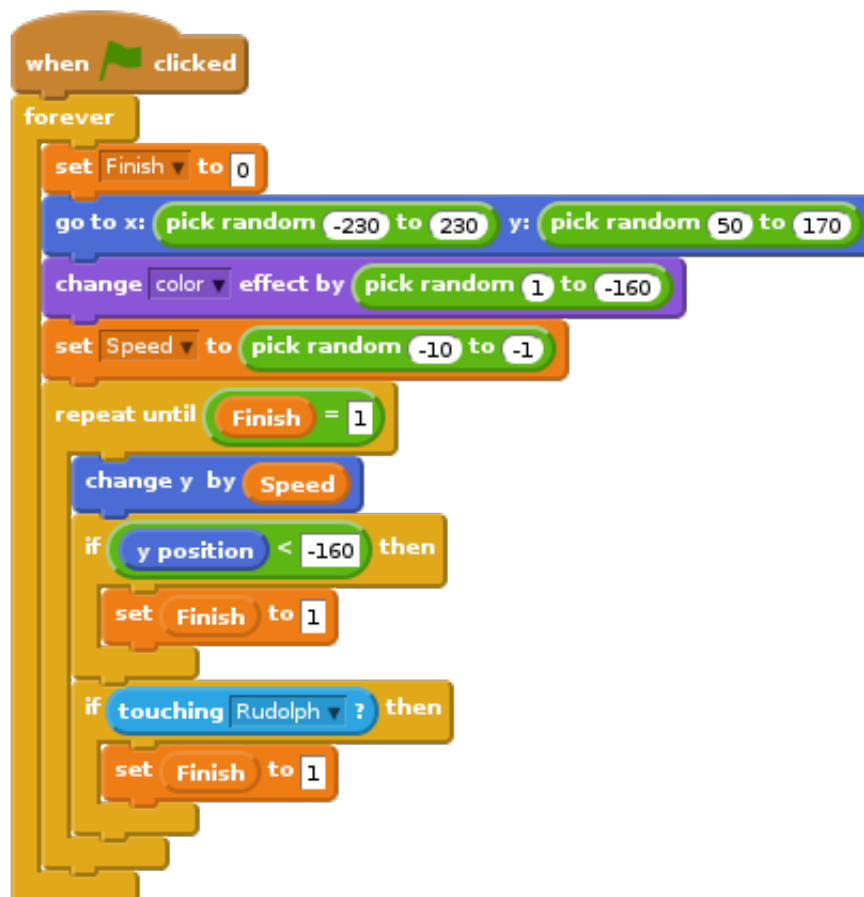 when clicked
forever
set Finish to 0
go to x: pick random -230 to 230 y: pick random 50 to 170
change color effect by pick random 1 to -160
set Speed to pick random -10 to -1
repeat until Finish = 1
change y by Speed
if y position < -160 then
set Finish to 1
if touching Rudolph ? then
set Finish to 1